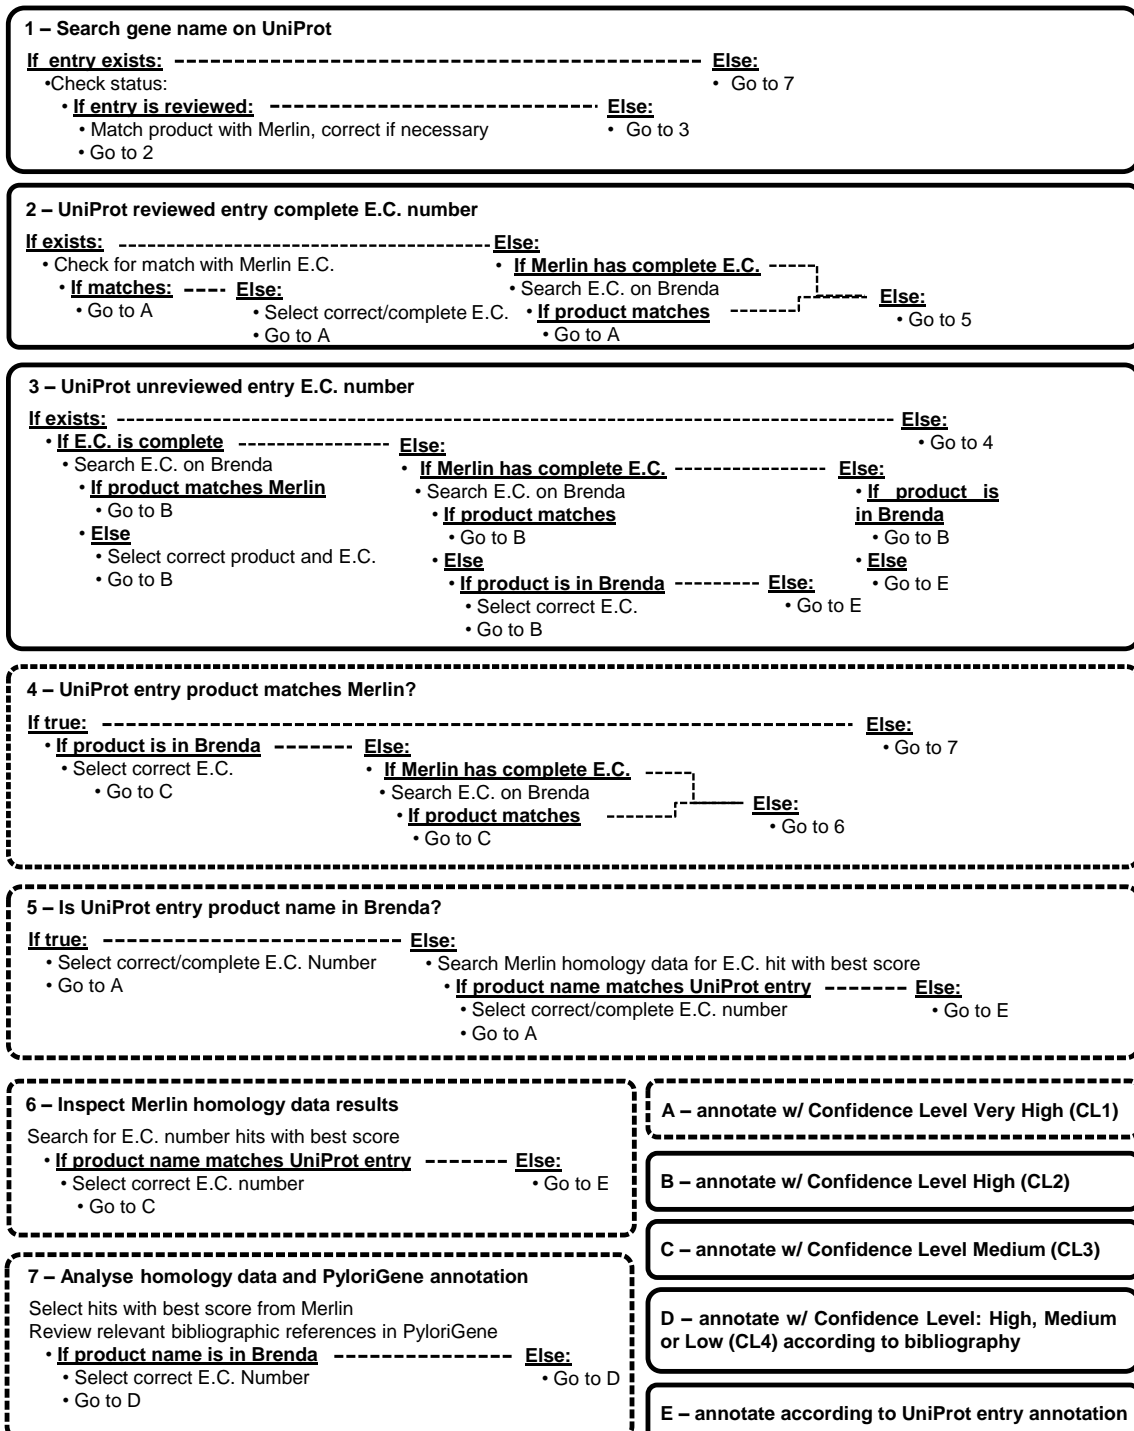 1 – Search gene name on UniProt
If entry exists: Else:
•Check status: • Go to 7
• If entry is reviewed: Else:
• Match product with Merlin, correct if necessary • Go to 3
• Go to 2
2 – UniProt reviewed entry complete E.C. number
If exists: Else:
• Check for match with Merlin E.C. • If Merlin has complete E.C.
• If matches: Else: • Search E.C. on Brenda Else:
• Go to A • Select correct/complete E.C. • If product matches • Go to 5
• Go to A • Go to A
3 – UniProt unreviewed entry E.C. number
If exists: Else:
• If E.C. is complete Else: • Go to 4
• Search E.C. on Brenda • If Merlin has complete E.C. Else:
• If product matches Merlin • Search E.C. on Brenda • If product is
• Go to B • If product matches in Brenda
• Else • Go to B • Go to B
• Select correct product and E.C. • Else • Else
• Go to B • If product is in Brenda Else: • Go to E
• Select correct E.C. • Go to E
• Go to B
4 – UniProt entry product matches Merlin?
If true: Else:
• If product is in Brenda Else: • Go to 7
• Select correct E.C. • If Merlin has complete E.C.
• Go to C • Search E.C. on Brenda Else:
• If product matches • Go to 6
• Go to C
5 – Is UniProt entry product name in Brenda?
If true: Else:
• Select correct/complete E.C. Number • Search Merlin homology data for E.C. hit with best score
• Go to A • If product name matches UniProt entry Else:
• Select correct/complete E.C. number • Go to E
• Go to A
6 – Inspect Merlin homology data results
Search for E.C. number hits with best score
• If product name matches UniProt entry Else:
• Select correct E.C. number • Go to E
• Go to C
7 – Analyse homology data and PyloriGene annotation
Select hits with best score from Merlin
Review relevant bibliographic references in PyloriGene
• If product name is in Brenda Else:
• Select correct E.C. Number • Go to D
• Go to D
A – annotate w/ Confidence Level Very High (CL1)
B – annotate w/ Confidence Level High (CL2)
C – annotate w/ Confidence Level Medium (CL3)
D – annotate w/ Confidence Level: High, Medium
or Low (CL4) according to bibliography
E – annotate according to UniProt entry annotation